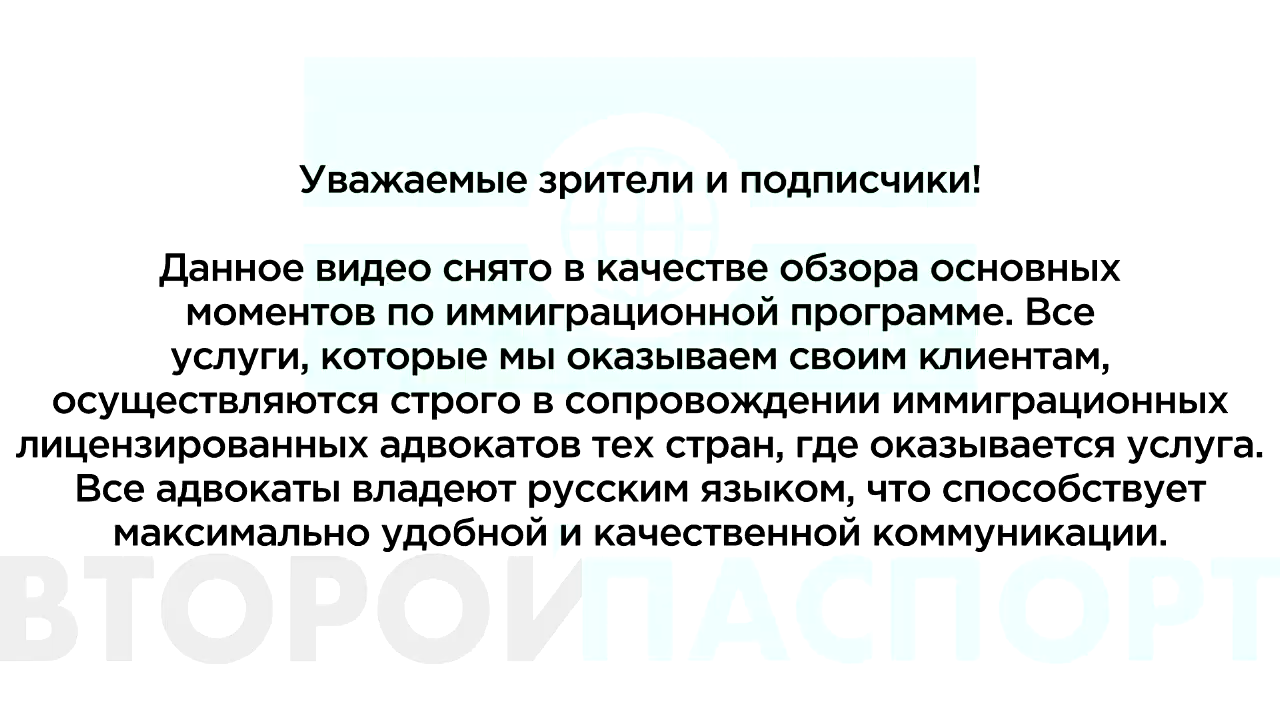 Уважаемые зрители и подписчики!
Данное видео снято в качестве обзора основных
моментов по иммиграционной программе. Все
услуги, которые мы оказываем своим клиентам,
осуществляются строго в сопровождении иммиграционных
лицензированных адвокатов тех стран, где оказывается услуга.
Все адвокаты владеют русским языком, что способствует
максимально удобной и качественной коммуникации.
ВТОРОЙ ПАСПОРТ